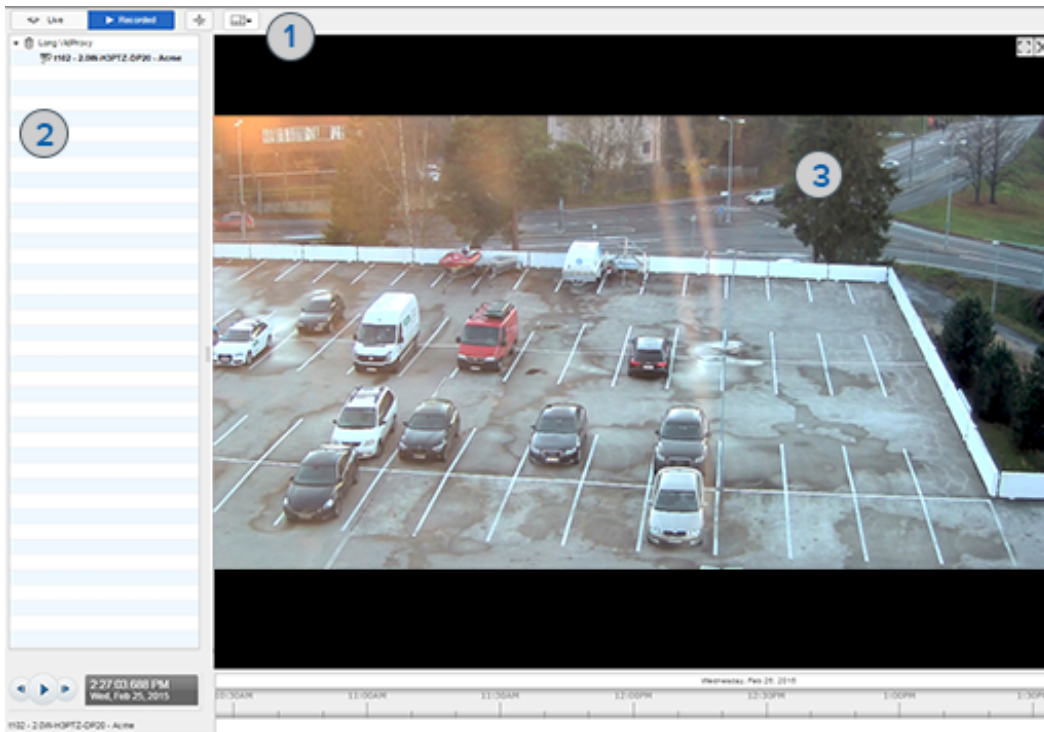 Live
Recorded
1
Long VidProxy
1102 - 2.0W-H3PTZ-DP20 - Acme
2
3
2:27:03.688 PM
Wed, Feb 25, 2015
Wednesday, Feb 25, 2015
10:30AM 11:00AM 11:30AM 12:00PM 12:30PM 1:00PM 1:30P
1102 - 2.0W-H3PTZ-DP20 - Acme